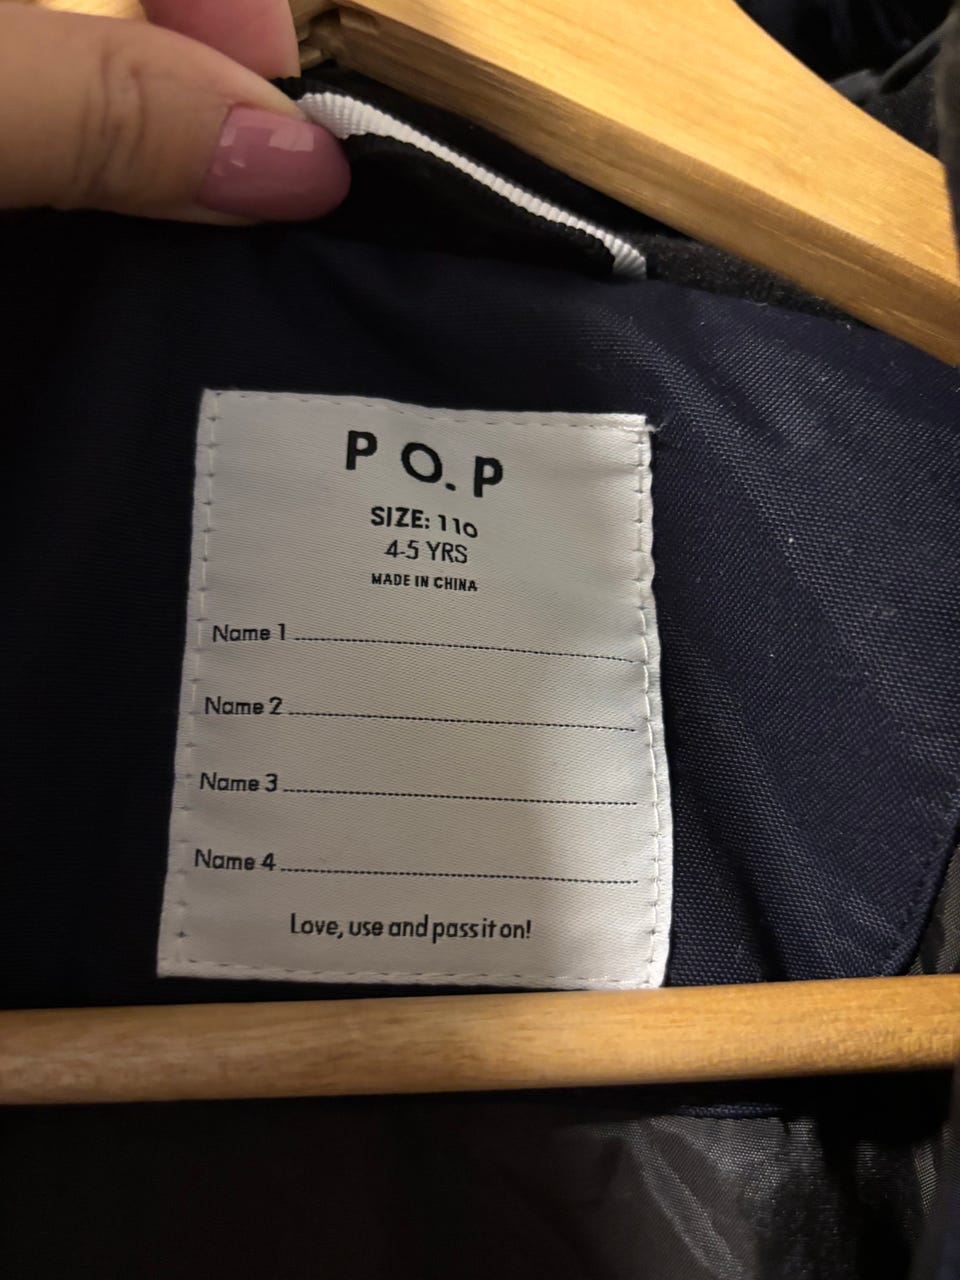 P O. P
SIZE: 110
4-5 YRS
MADE IN CHINA
Name 1
Name 2
Name 3
Name 4
Love, use and pass it on!